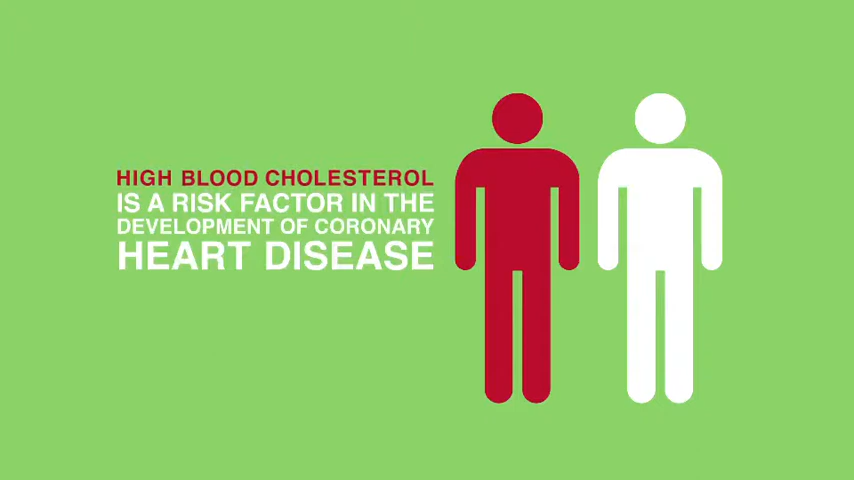 HIGH BLOOD CHOLESTEROL
IS A RISK FACTOR IN THE
DEVELOPMENT OF CORONARY
HEART DISEASE